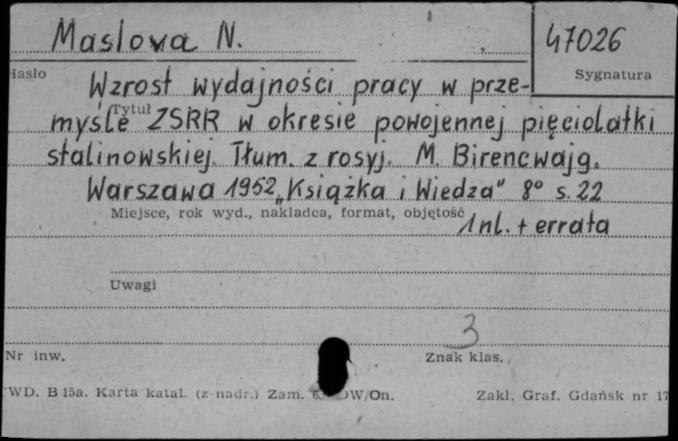 Maslova N.
47026
Hasło
Sygnatura
Wzrost wydajności pracy w prze-
Tytuł
myśle ZSRR w okresie powojennej pięciolatki
stalinowskiej. Tłum. z rosyj. M. Birencwajg.
Warszawa 1952 „Książka i Wiedza" 8° s. 22
Miejsce, rok wyd., nakładca, format, objętość
1 nl. + errata
Uwagi
3
Nr inw.
Znak klas.
WD. B 15a. Karta katal. (z nadr.) Zam. W/On.
Zakł. Graf. Gdańsk nr 17